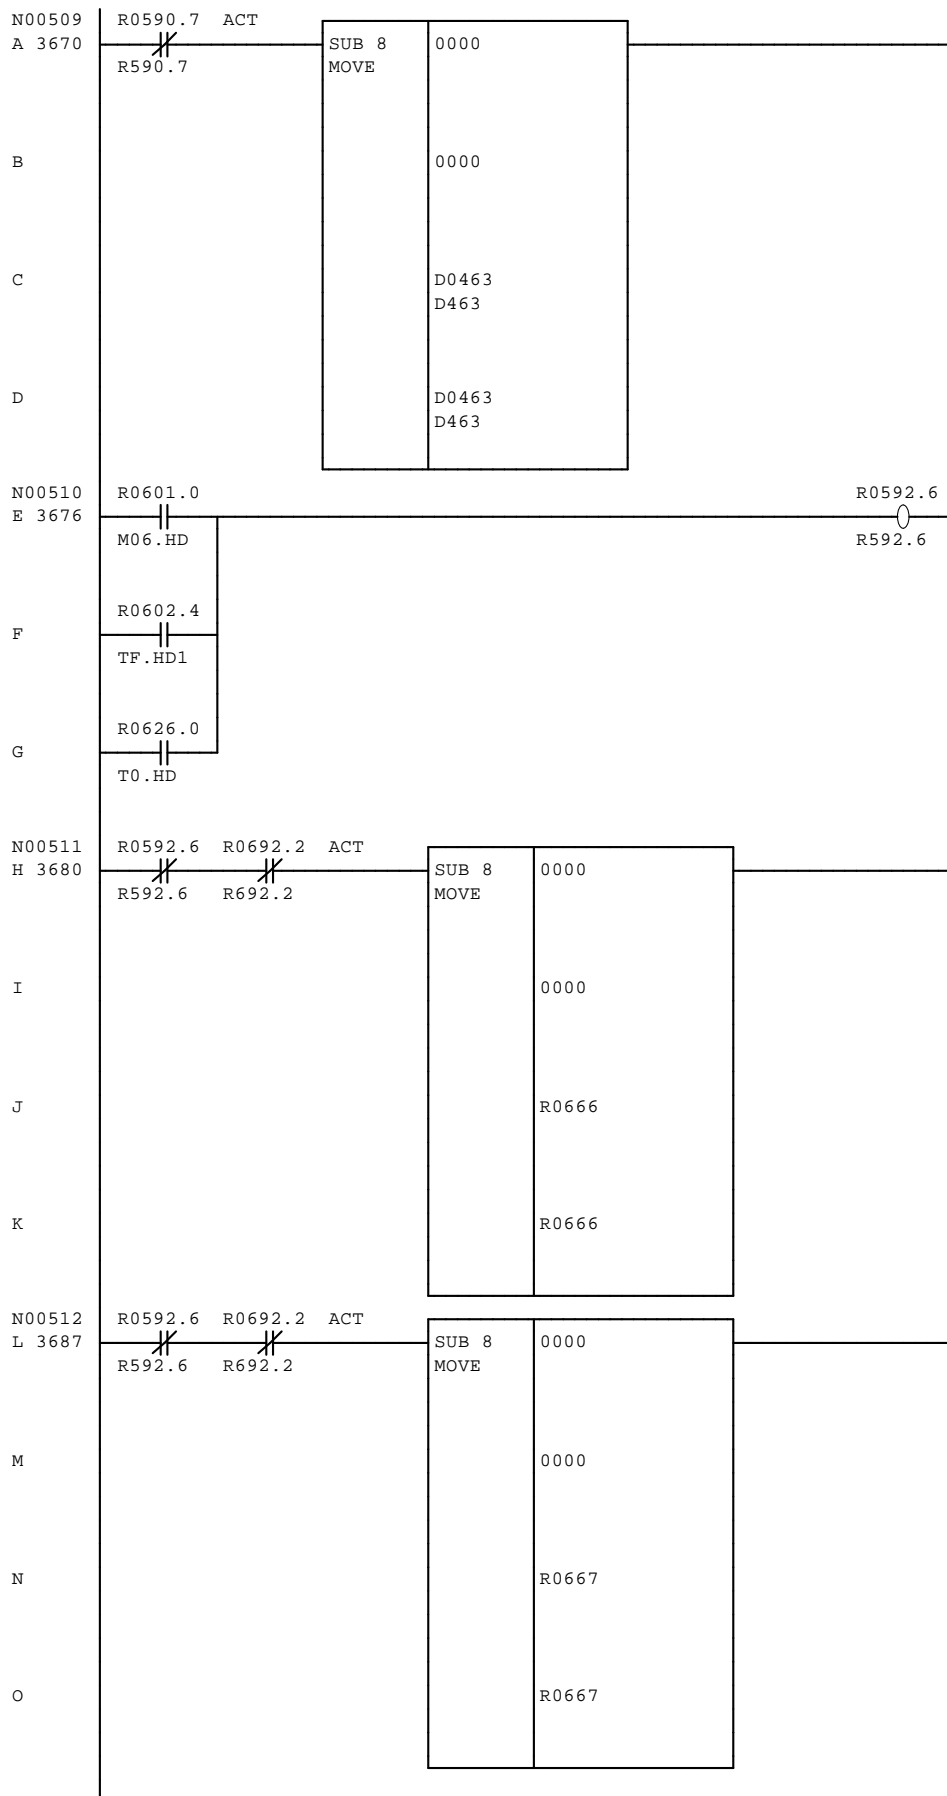 N00509 R0590.7 ACT
A 3670 SUB 8 0000
R590.7 MOVE
B 0000
C D0463
D463
D D0463
D463
N00510 R0601.0 R0592.6
E 3676
M06.HD R592.6
R0602.4
F
TF.HD1
R0626.0
G
T0.HD
N00511 R0592.6 R0692.2 ACT
H 3680 SUB 8 0000
R592.6 R692.2 MOVE
I 0000
J R0666
K R0666
N00512 R0592.6 R0692.2 ACT
L 3687 SUB 8 0000
R592.6 R692.2 MOVE
M 0000
N R0667
O R0667